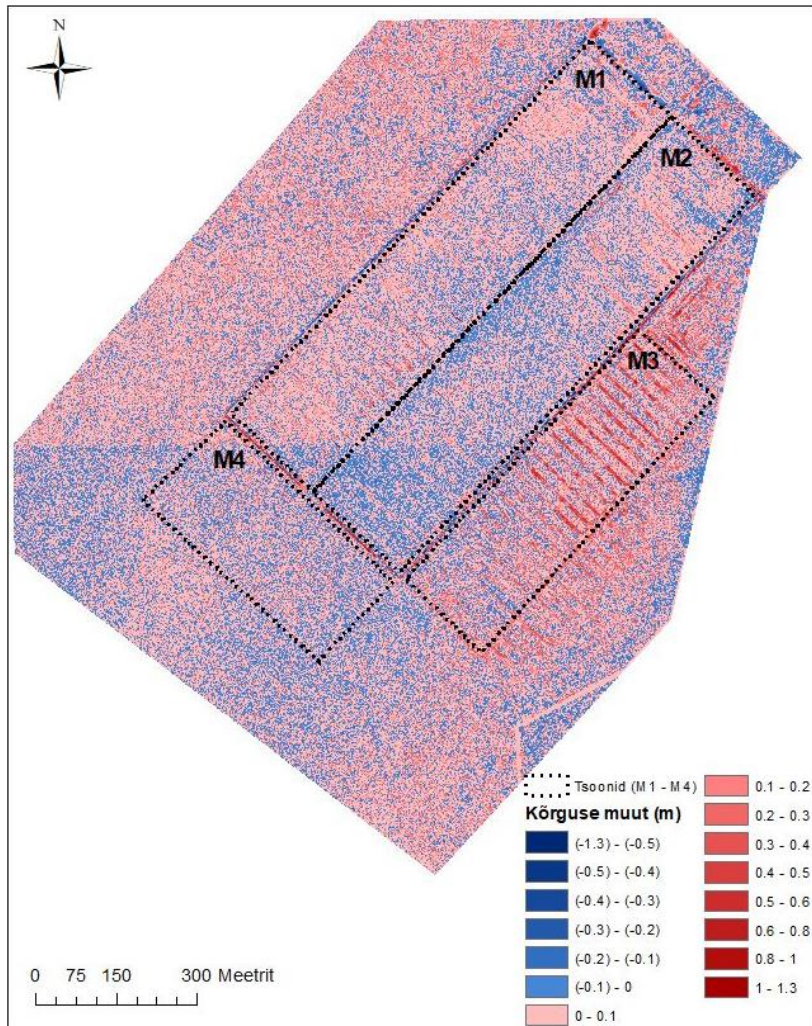 N
M1
M2
M3
M4
Tsoonid (M1 - M4)
Kõrguse muut (m)
(-1.3) - (-0.5)
(-0.5) - (-0.4)
(-0.4) - (-0.3)
(-0.3) - (-0.2)
(-0.2) - (-0.1)
(-0.1) - 0
0 - 0.1
0.1 - 0.2
0.2 - 0.3
0.3 - 0.4
0.4 - 0.5
0.5 - 0.6
0.6 - 0.8
0.8 - 1
1 - 1.3
0 75 150 300 Meetrit